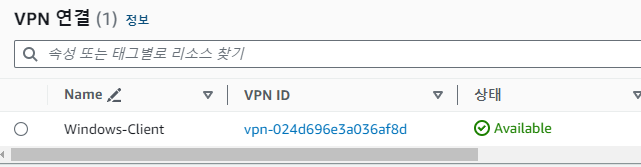 VPN 연결 (1) 정보
속성 또는 태그별로 리소스 찾기
Name VPN ID 상태
Windows-Client vpn-024d696e3a036af8d Available